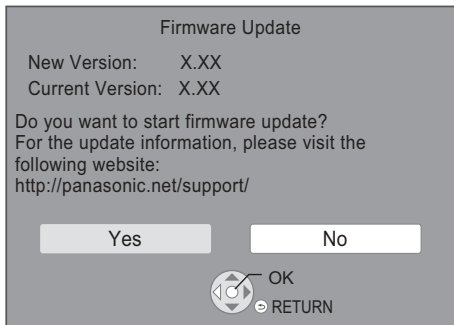 Firmware Update
New Version: X.XX
Current Version: X.XX
Do you want to start firmware update?
For the update information, please visit the
following website:
http://panasonic.net/support/
Yes No
OK
RETURN